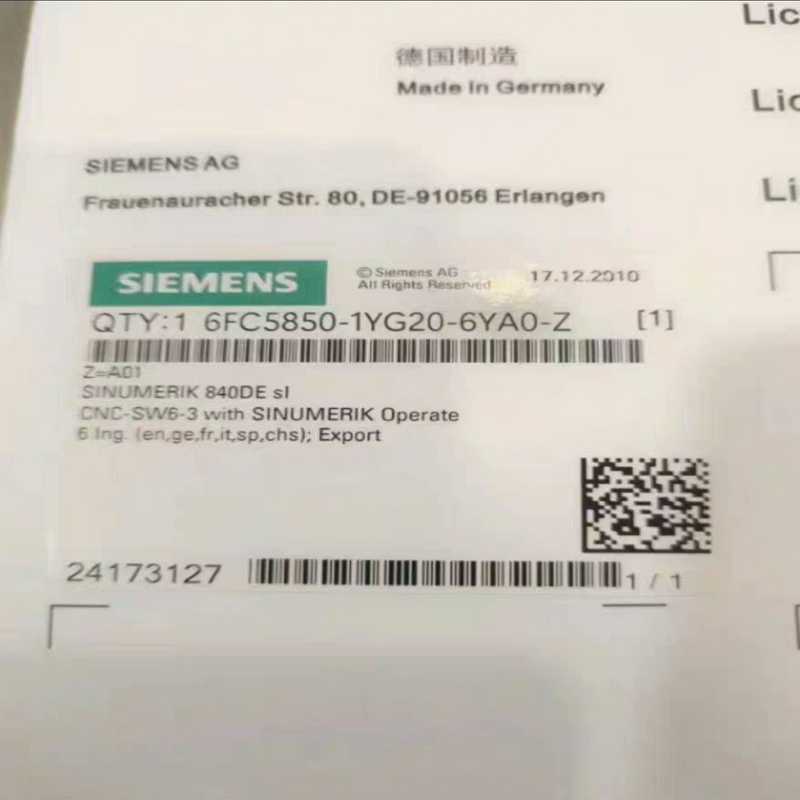 Lic
德国制造
Made in Germany
Lic
SIEMENS AG
Li
Frauenauracher Str. 80, DE-91056 Erlangen
SIEMENS
© Siemens AG
All Rights Reserved
17.12.2010
QTY:1 6FC5850-1YG20-6YA0-Z [1]
Z=A01
SINUMERIK 840DE sl
CNC-SW6-3 with SINUMERIK Operate
6 lng. (en,ge,fr,it,sp,chs); Export
24173127
1 / 1